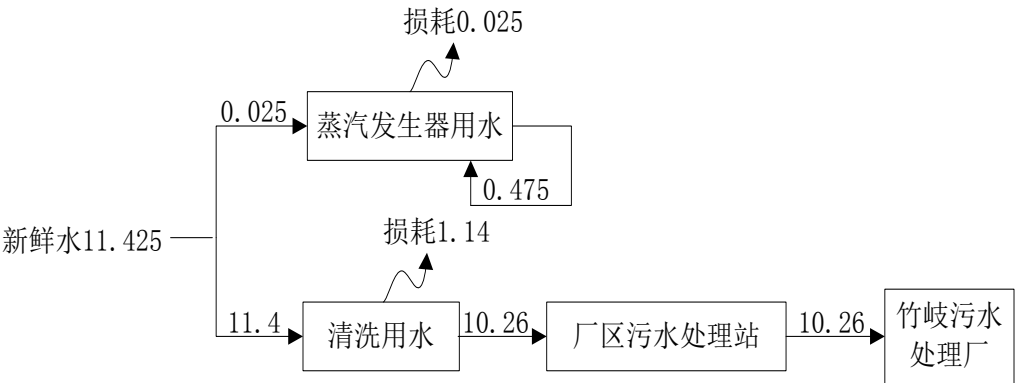 损耗0.025
0.025
蒸汽发生器用水
0.475
新鲜水11.425
损耗1.14
11.4
清洗用水
10.26
厂区污水处理站
10.26
竹岐污水
处理厂